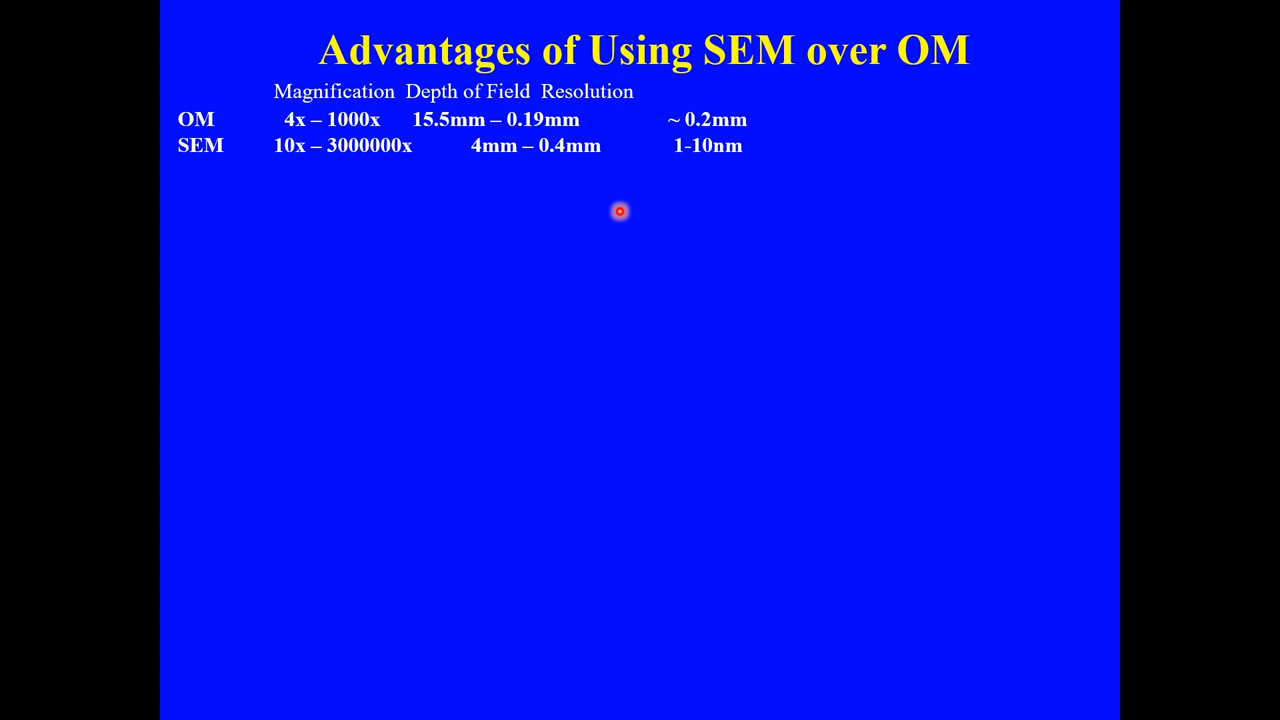 Advantages of Using SEM over OM
Magnification Depth of Field Resolution
OM 4x – 1000x 15.5mm – 0.19mm ~ 0.2mm
SEM 10x – 3000000x 4mm – 0.4mm 1-10nm